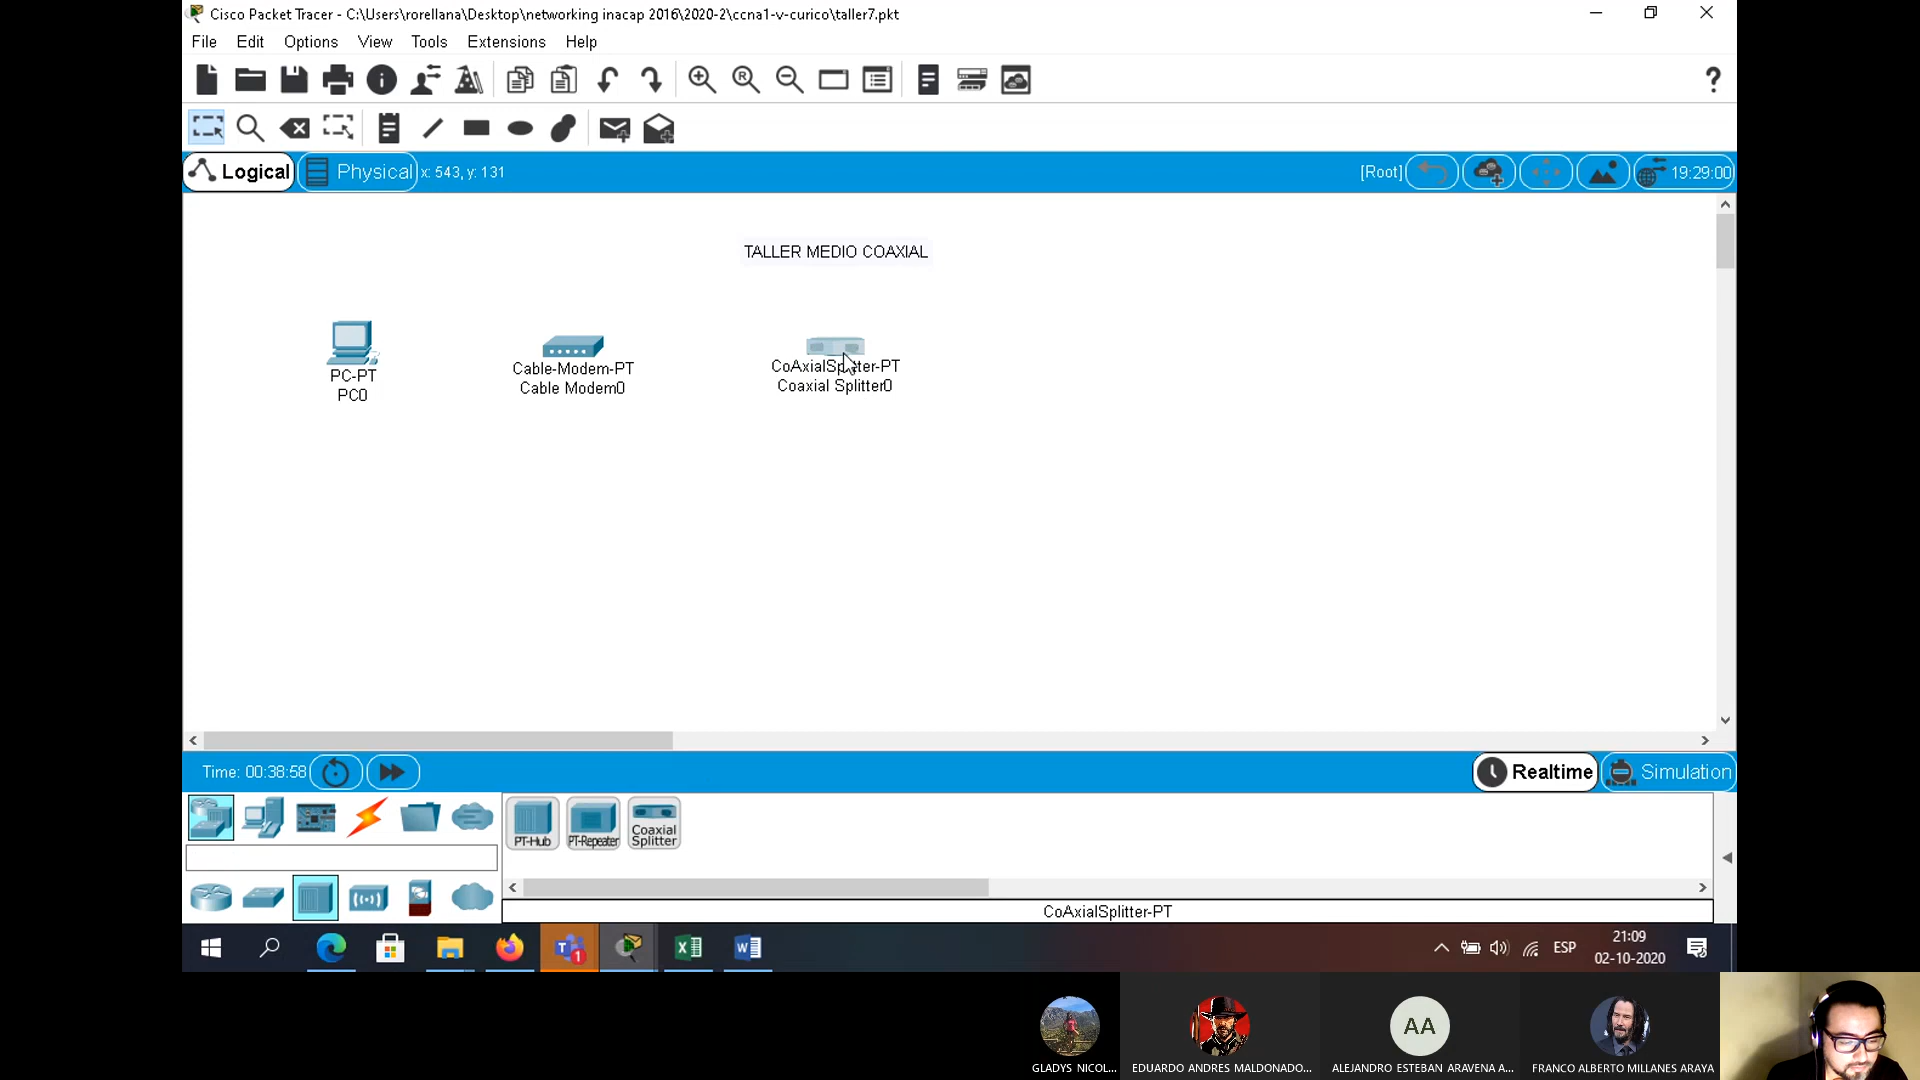 Cisco Packet Tracer - C:\Users\rorellana\Desktop\networking inacap 2016\2020-2\ccna1-v-curico\taller7.pkt
File Edit Options View Tools Extensions Help
Logical Physical x: 543, y: 131 [Root] 19:29:00
TALLER MEDIO COAXIAL
PC-PT
PC0
Cable-Modem-PT
Cable Modem0
CoAxialSplitter-PT
Coaxial Splitter0
Time: 00:38:58 Realtime Simulation
PT-Hub PT-Repeater Coaxial Splitter
CoAxialSplitter-PT
1 ESP 21:09
02-10-2020
GLADYS NICOL... EDUARDO ANDRES MALDONADO... AA ALEJANDRO ESTEBAN ARAVENA A... FRANCO ALBERTO MILLANES ARAYA